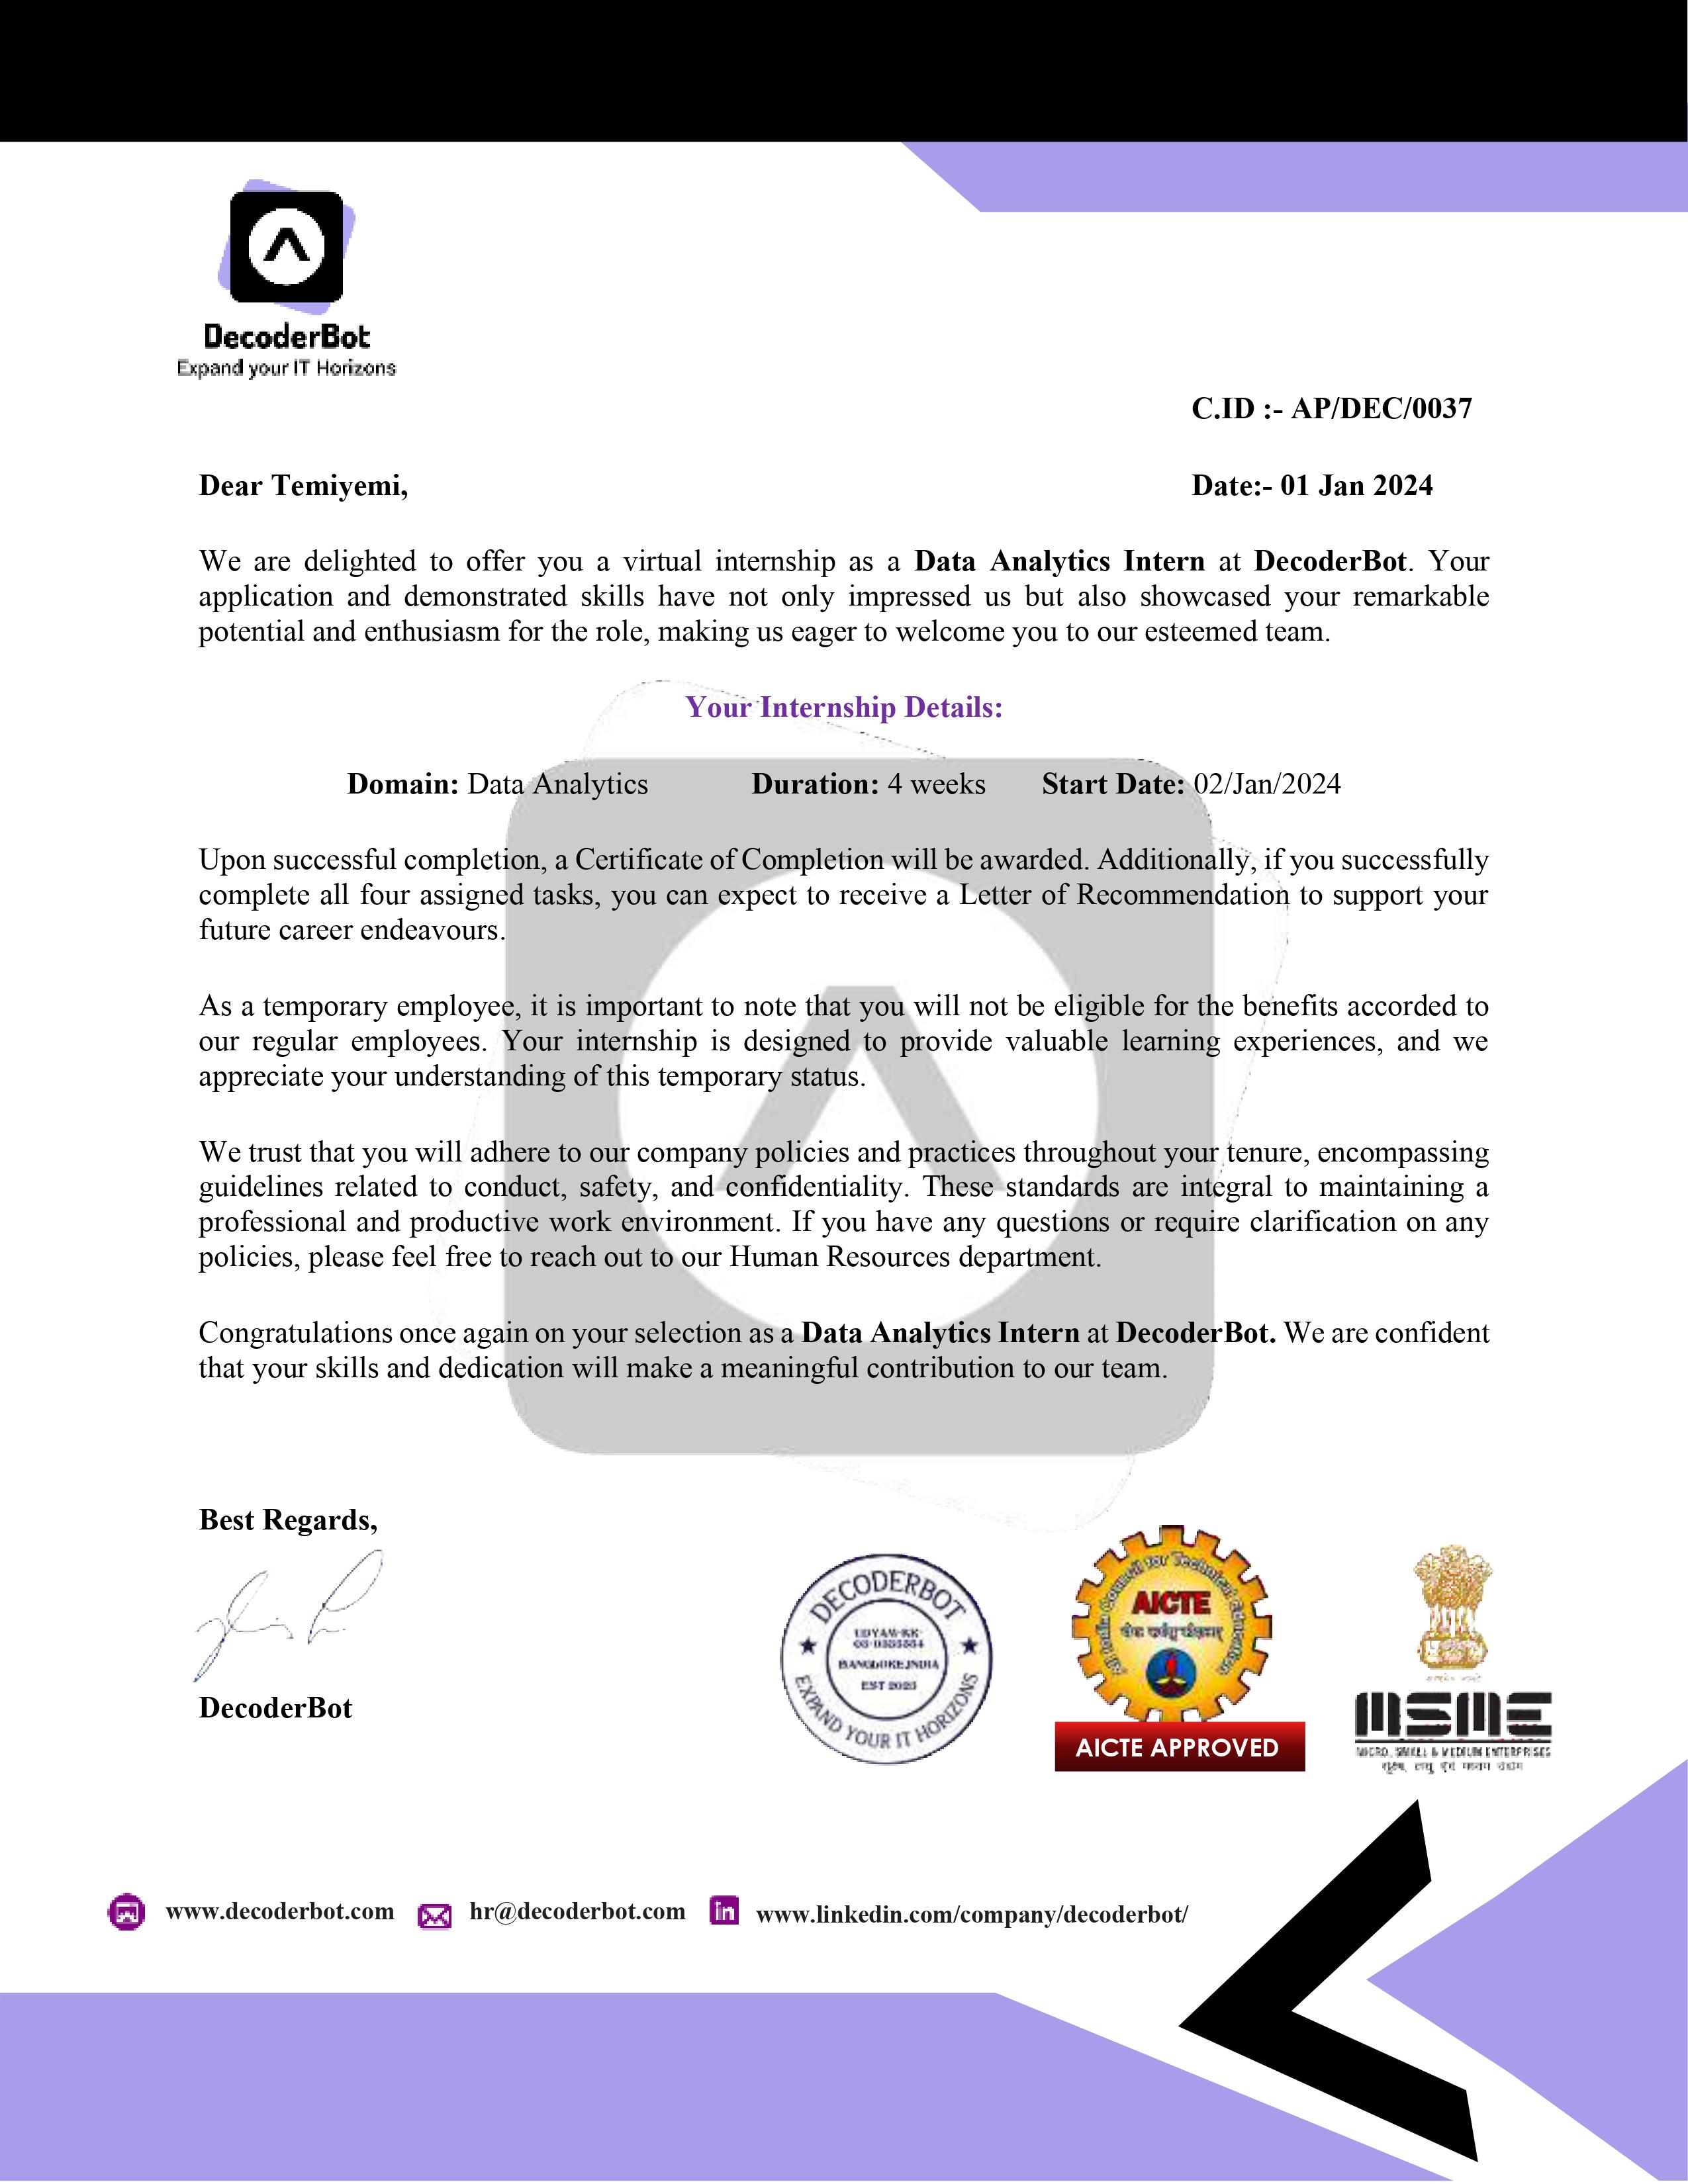 DecoderBot
Expand your IT Horizons
C.ID :- AP/DEC/0037
Dear Temiyemi,
Date:- 01 Jan 2024
We are delighted to offer you a virtual internship as a Data Analytics Intern at DecoderBot. Your
application and demonstrated skills have not only impressed us but also showcased your remarkable
potential and enthusiasm for the role, making us eager to welcome you to our esteemed team.
Your Internship Details:
Domain: Data Analytics Duration: 4 weeks Start Date: 02/Jan/2024
Upon successful completion, a Certificate of Completion will be awarded. Additionally, if you successfully
complete all four assigned tasks, you can expect to receive a Letter of Recommendation to support your
future career endeavours.
As a temporary employee, it is important to note that you will not be eligible for the benefits accorded to
our regular employees. Your internship is designed to provide valuable learning experiences, and we
appreciate your understanding of this temporary status.
We trust that you will adhere to our company policies and practices throughout your tenure, encompassing
guidelines related to conduct, safety, and confidentiality. These standards are integral to maintaining a
professional and productive work environment. If you have any questions or require clarification on any
policies, please feel free to reach out to our Human Resources department.
Congratulations once again on your selection as a Data Analytics Intern at DecoderBot. We are confident
that your skills and dedication will make a meaningful contribution to our team.
Best Regards,
DecoderBot
DECODERBOT
BANGLORE,INDIA
EST 2023
EXPAND YOUR IT HORIZONS
All India Council for Technical Education
AICTE
AICTE APPROVED
MSME
MICRO, SMALL & MEDIUM ENTERPRISES
www.decoderbot.com
hr@decoderbot.com
in
www.linkedin.com/company/decoderbot/